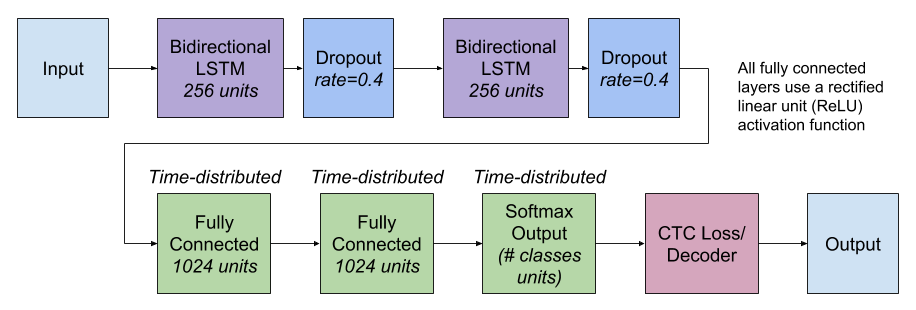 Input
Bidirectional
LSTM
256 units
Dropout
rate=0.4
Bidirectional
LSTM
256 units
Dropout
rate=0.4
All fully connected
layers use a rectified
linear unit (ReLU)
activation function
Time-distributed
Fully
Connected
1024 units
Time-distributed
Fully
Connected
1024 units
Time-distributed
Softmax
Output
(# classes
units)
CTC Loss/
Decoder
Output